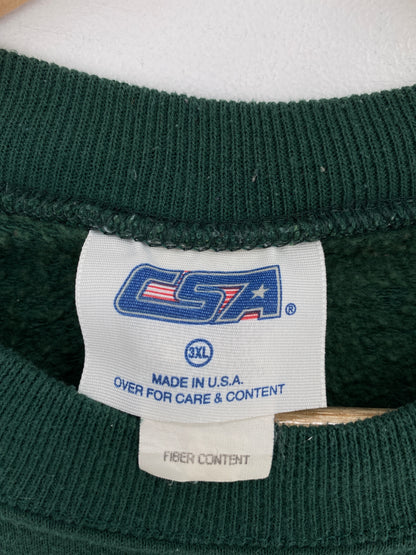 CSA®
3XL
MADE IN U.S.A.
OVER FOR CARE & CONTENT
FIBER CONTENT